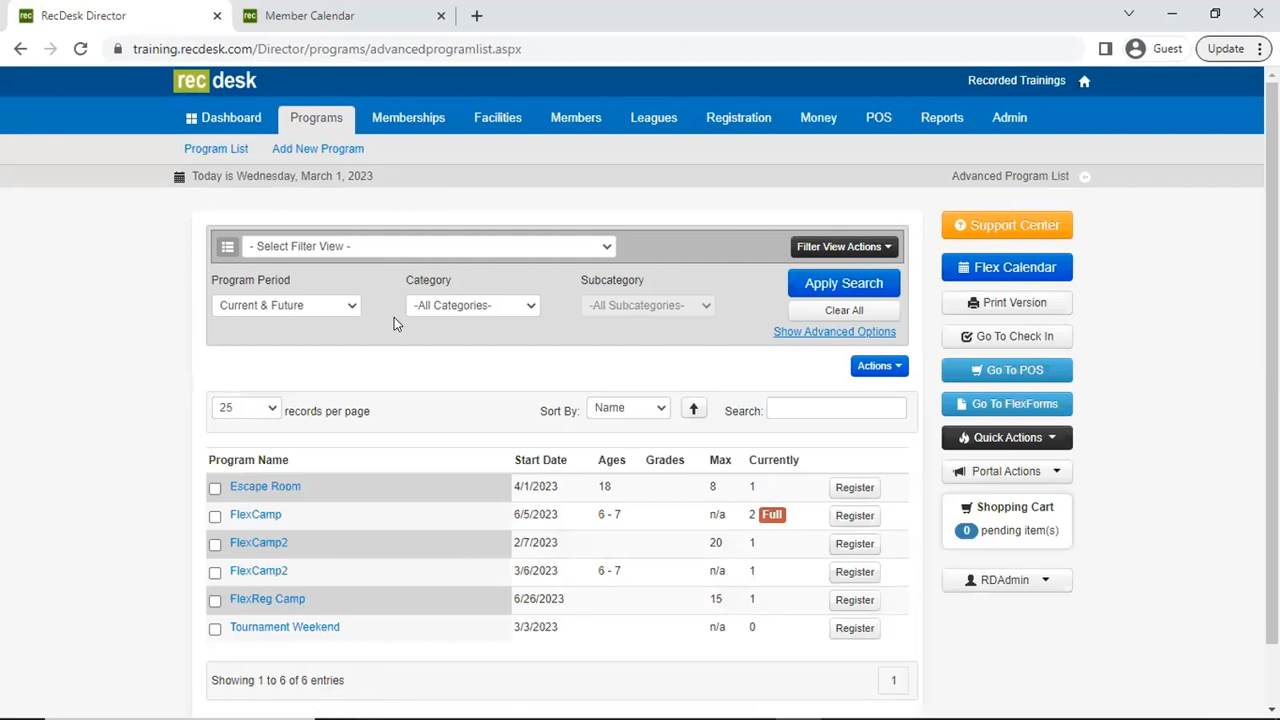 RecDesk Director
Member Calendar
training.recdesk.com/Director/programs/advancedprogramlist.aspx
Guest
Update
rec desk
Recorded Trainings
Dashboard Programs Memberships Facilities Members Leagues Registration Money POS Reports Admin
Program List Add New Program
Today is Wednesday, March 1, 2023
Advanced Program List
- Select Filter View -
Filter View Actions
Program Period Category Subcategory
Current & Future -All Categories- -All Subcategories-
Apply Search
Clear All
Show Advanced Options
Actions
25 records per page
Sort By: Name
Search:
Program Name Start Date Ages Grades Max Currently
Escape Room 4/1/2023 18 8 1 Register
FlexCamp 6/5/2023 6 - 7 n/a 2 Full Register
FlexCamp2 2/7/2023 20 1 Register
FlexCamp2 3/6/2023 6 - 7 n/a 1 Register
FlexReg Camp 6/26/2023 15 1 Register
Tournament Weekend 3/3/2023 n/a 0 Register
Showing 1 to 6 of 6 entries
1
Support Center
Flex Calendar
Print Version
Go To Check In
Go To POS
Go To FlexForms
Quick Actions
Portal Actions
Shopping Cart
0 pending item(s)
RDAdmin